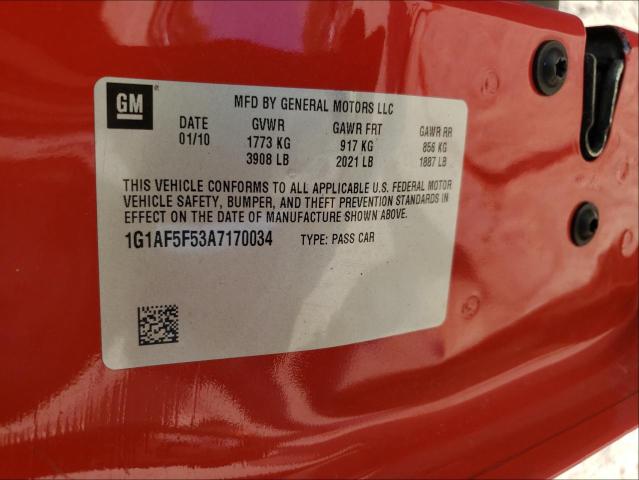 GM
MFD BY GENERAL MOTORS LLC
DATE GVWR GAWR FRT GAWR RR
01/10 1773 KG 917 KG 856 KG
3908 LB 2021 LB 1887 LB
THIS VEHICLE CONFORMS TO ALL APPLICABLE U.S. FEDERAL MOTOR
VEHICLE SAFETY, BUMPER, AND THEFT PREVENTION STANDARDS IN
EFFECT ON THE DATE OF MANUFACTURE SHOWN ABOVE.
1G1AF5F53A7170034 TYPE: PASS CAR